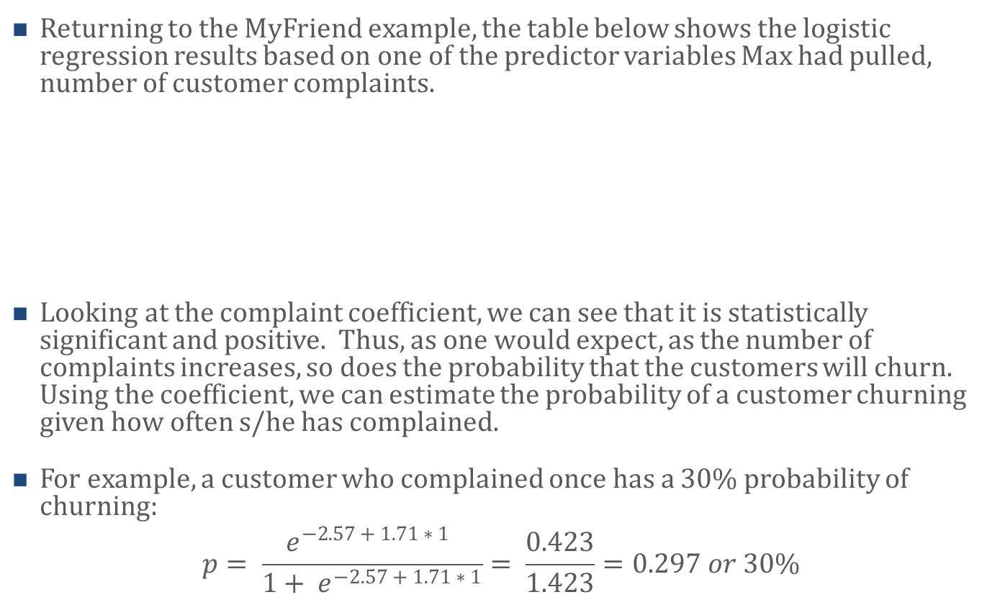 ▪ Returning to the MyFriend example, the table below shows the logistic
regression results based on one of the predictor variables Max had pulled,
number of customer complaints.
▪ Looking at the complaint coefficient, we can see that it is statistically
significant and positive.  Thus, as one would expect, as the number of
complaints increases, so does the probability that the customers will churn.
Using the coefficient, we can estimate the probability of a customer churning
given how often s/he has complained.
▪ For example, a customer who complained once has a 30% probability of
churning:
p = e^(−2.57 + 1.71 * 1) / (1 + e^(−2.57 + 1.71 * 1)) = 0.423 / 1.423 = 0.297 or 30%